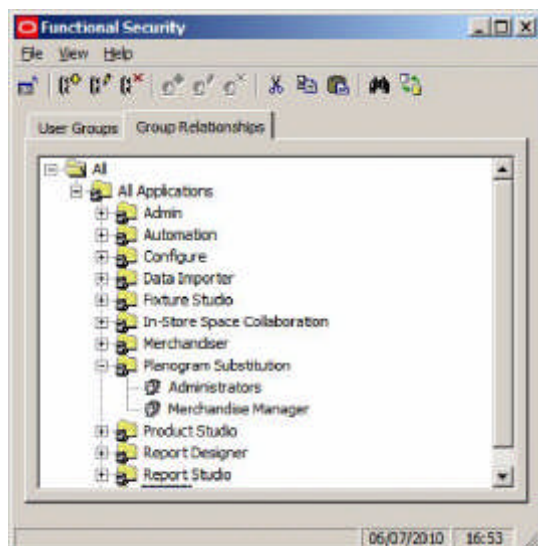 Functional Security
File View Help
User Groups Group Relationships
All
All Applications
Admin
Automation
Configure
Data Importer
Fixture Studio
In-Store Space Collaboration
Merchandiser
Planogram Substitution
Administrators
Merchandise Manager
Product Studio
Report Designer
Report Studio
06/07/2010 16:53